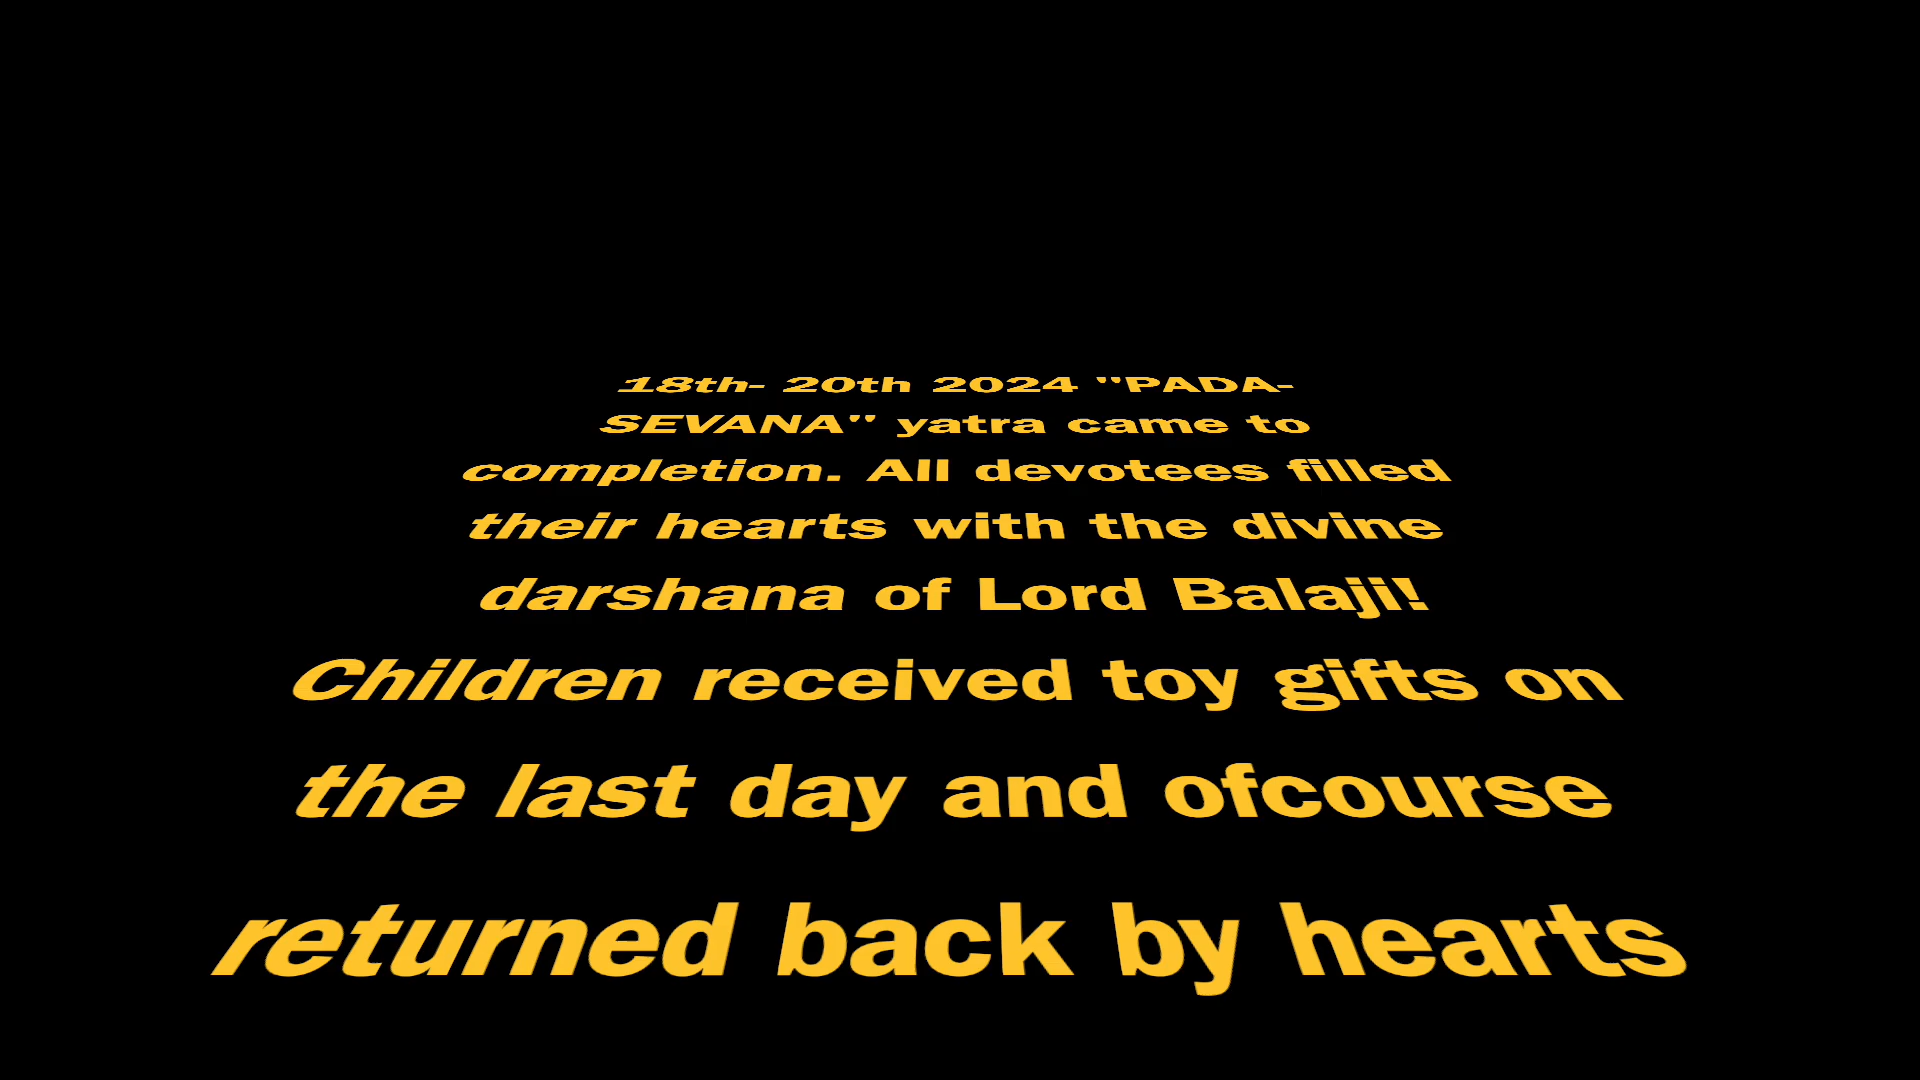 18th- 20th 2024 "PADA-
SEVANA" yatra came to
completion. All devotees filled
their hearts with the divine
darshana of Lord Balaji!
Children received toy gifts on
the last day and ofcourse
returned back by hearts